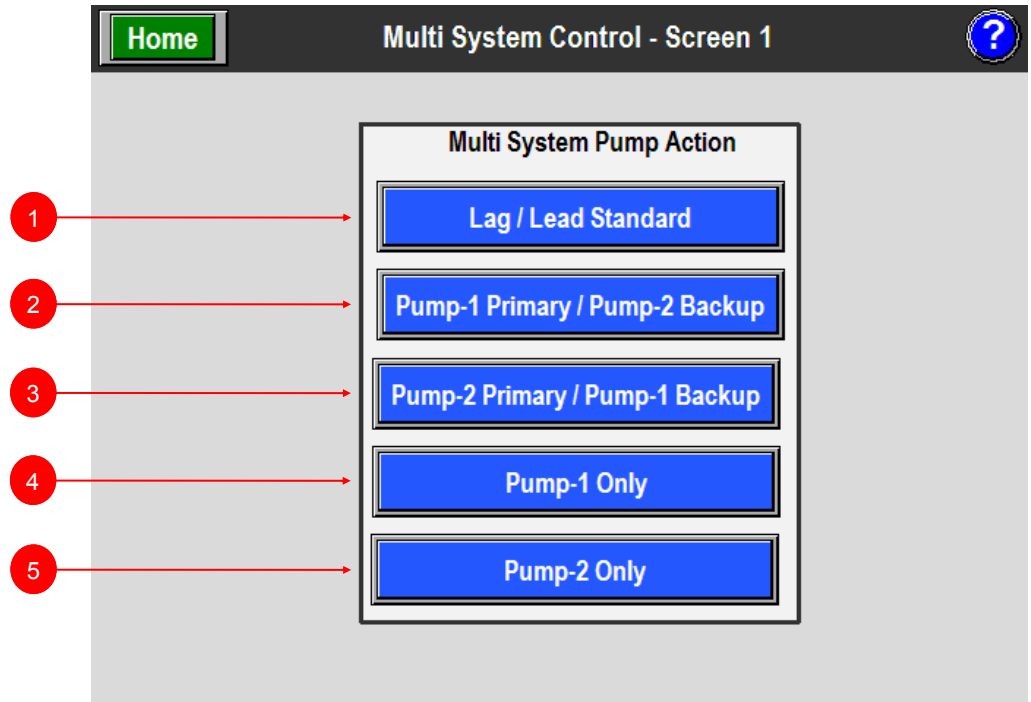 Home
Multi System Control - Screen 1
?
Multi System Pump Action
1
Lag / Lead Standard
2
Pump-1 Primary / Pump-2 Backup
3
Pump-2 Primary / Pump-1 Backup
4
Pump-1 Only
5
Pump-2 Only